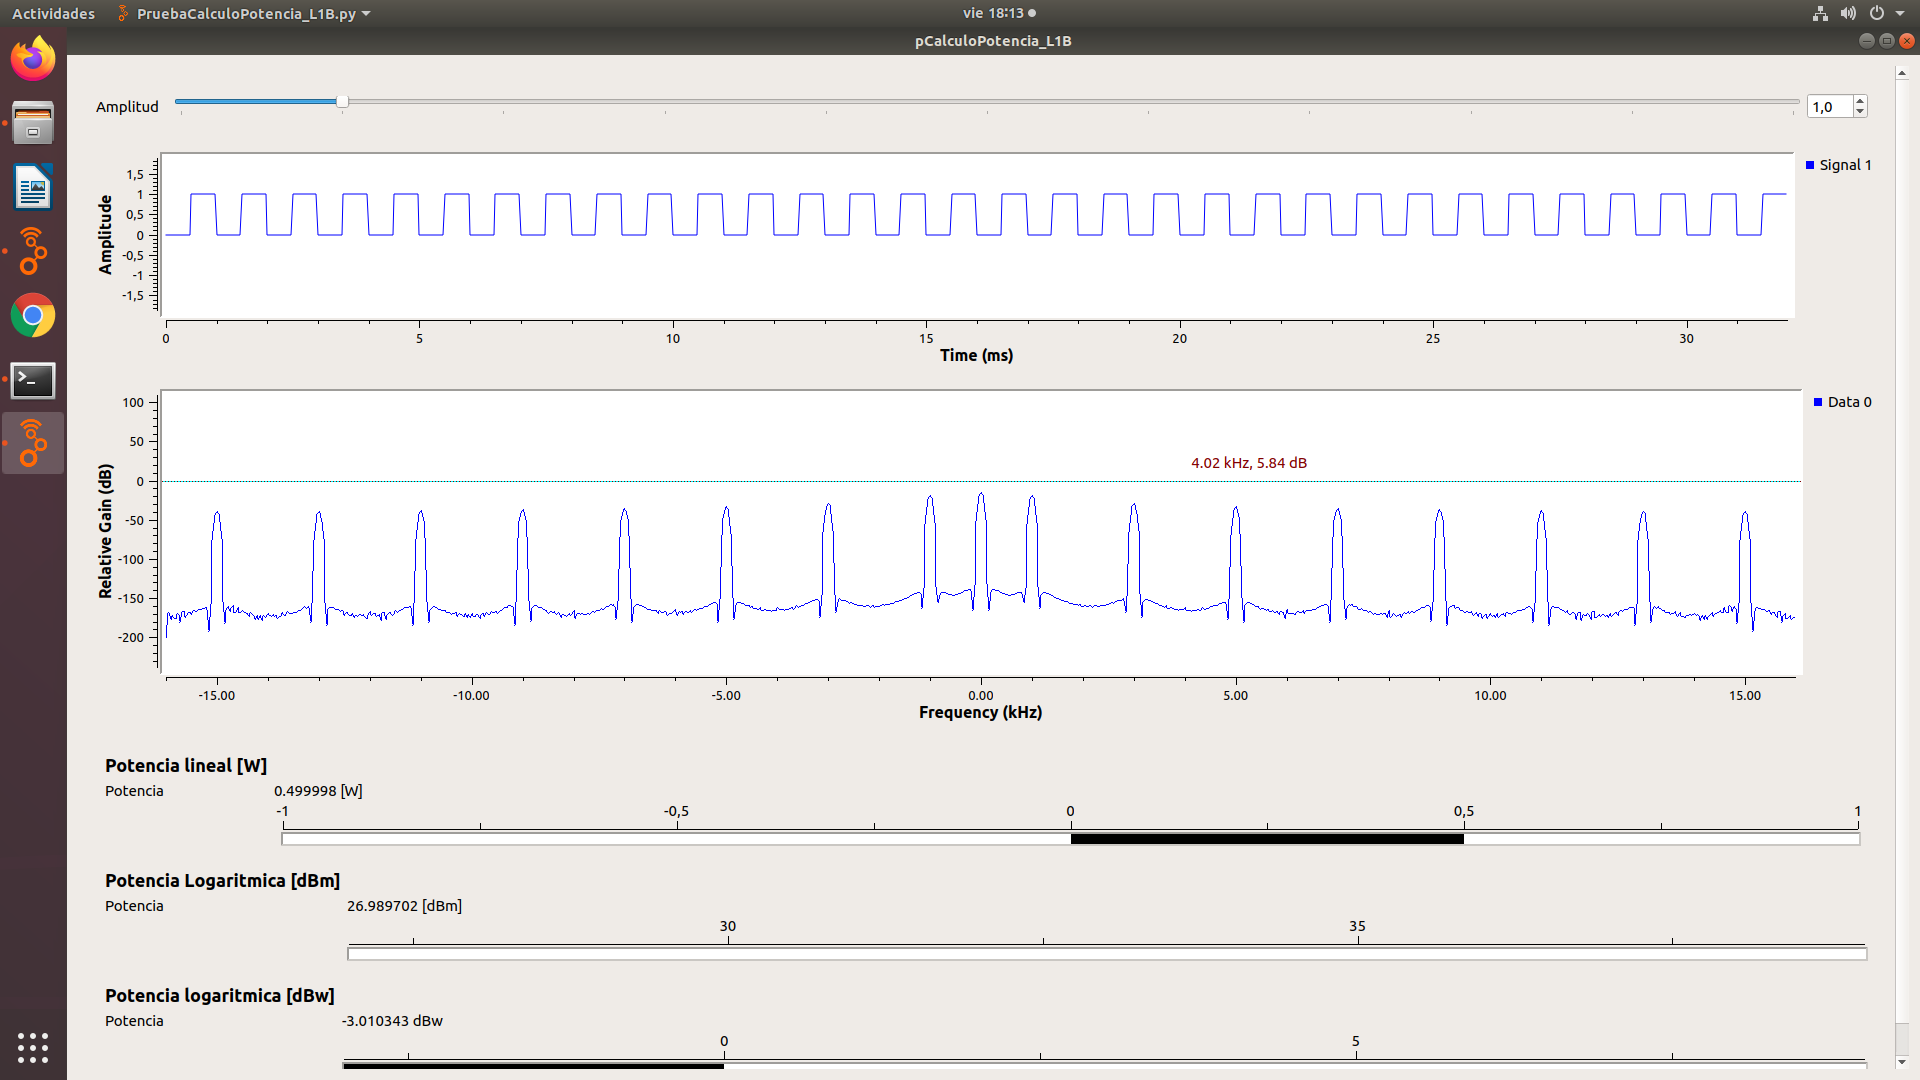 Actividades PruebaCalculoPotencia_L1B.py vie 18:13
pCalculoPotencia_L1B
Amplitud 1,0
Signal 1
Amplitude
1,5
1
0,5
0
-0,5
-1
-1,5
0 5 10 15 20 25 30
Time (ms)
Data 0
Relative Gain (dB)
100
50
0
-50
-100
-150
-200
4.02 kHz, 5.84 dB
-15.00 -10.00 -5.00 0.00 5.00 10.00 15.00
Frequency (kHz)
Potencia lineal [W]
Potencia 0.499998 [W]
-1 -0,5 0 0,5 1
Potencia Logaritmica [dBm]
Potencia 26.989702 [dBm]
30 35
Potencia logaritmica [dBw]
Potencia -3.010343 dBw
0 5